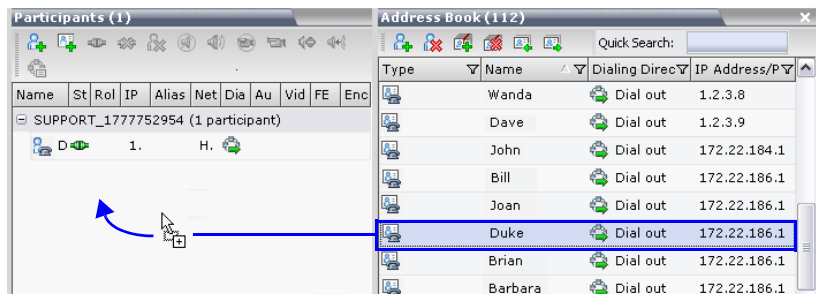 Participants (1)
Name St Rol IP Alias Net Dia Au Vid FE Enc
SUPPORT_1777752954 (1 participant)
D 1. H.
Address Book (112)
Quick Search:
Type Name Dialing Direc IP Address/P
Wanda Dial out 1.2.3.8
Dave Dial out 1.2.3.9
John Dial out 172.22.184.1
Bill Dial out 172.22.186.1
Joan Dial out 172.22.186.1
Duke Dial out 172.22.186.1
Brian Dial out 172.22.186.1
Barbara Dial out 172.22.186.1